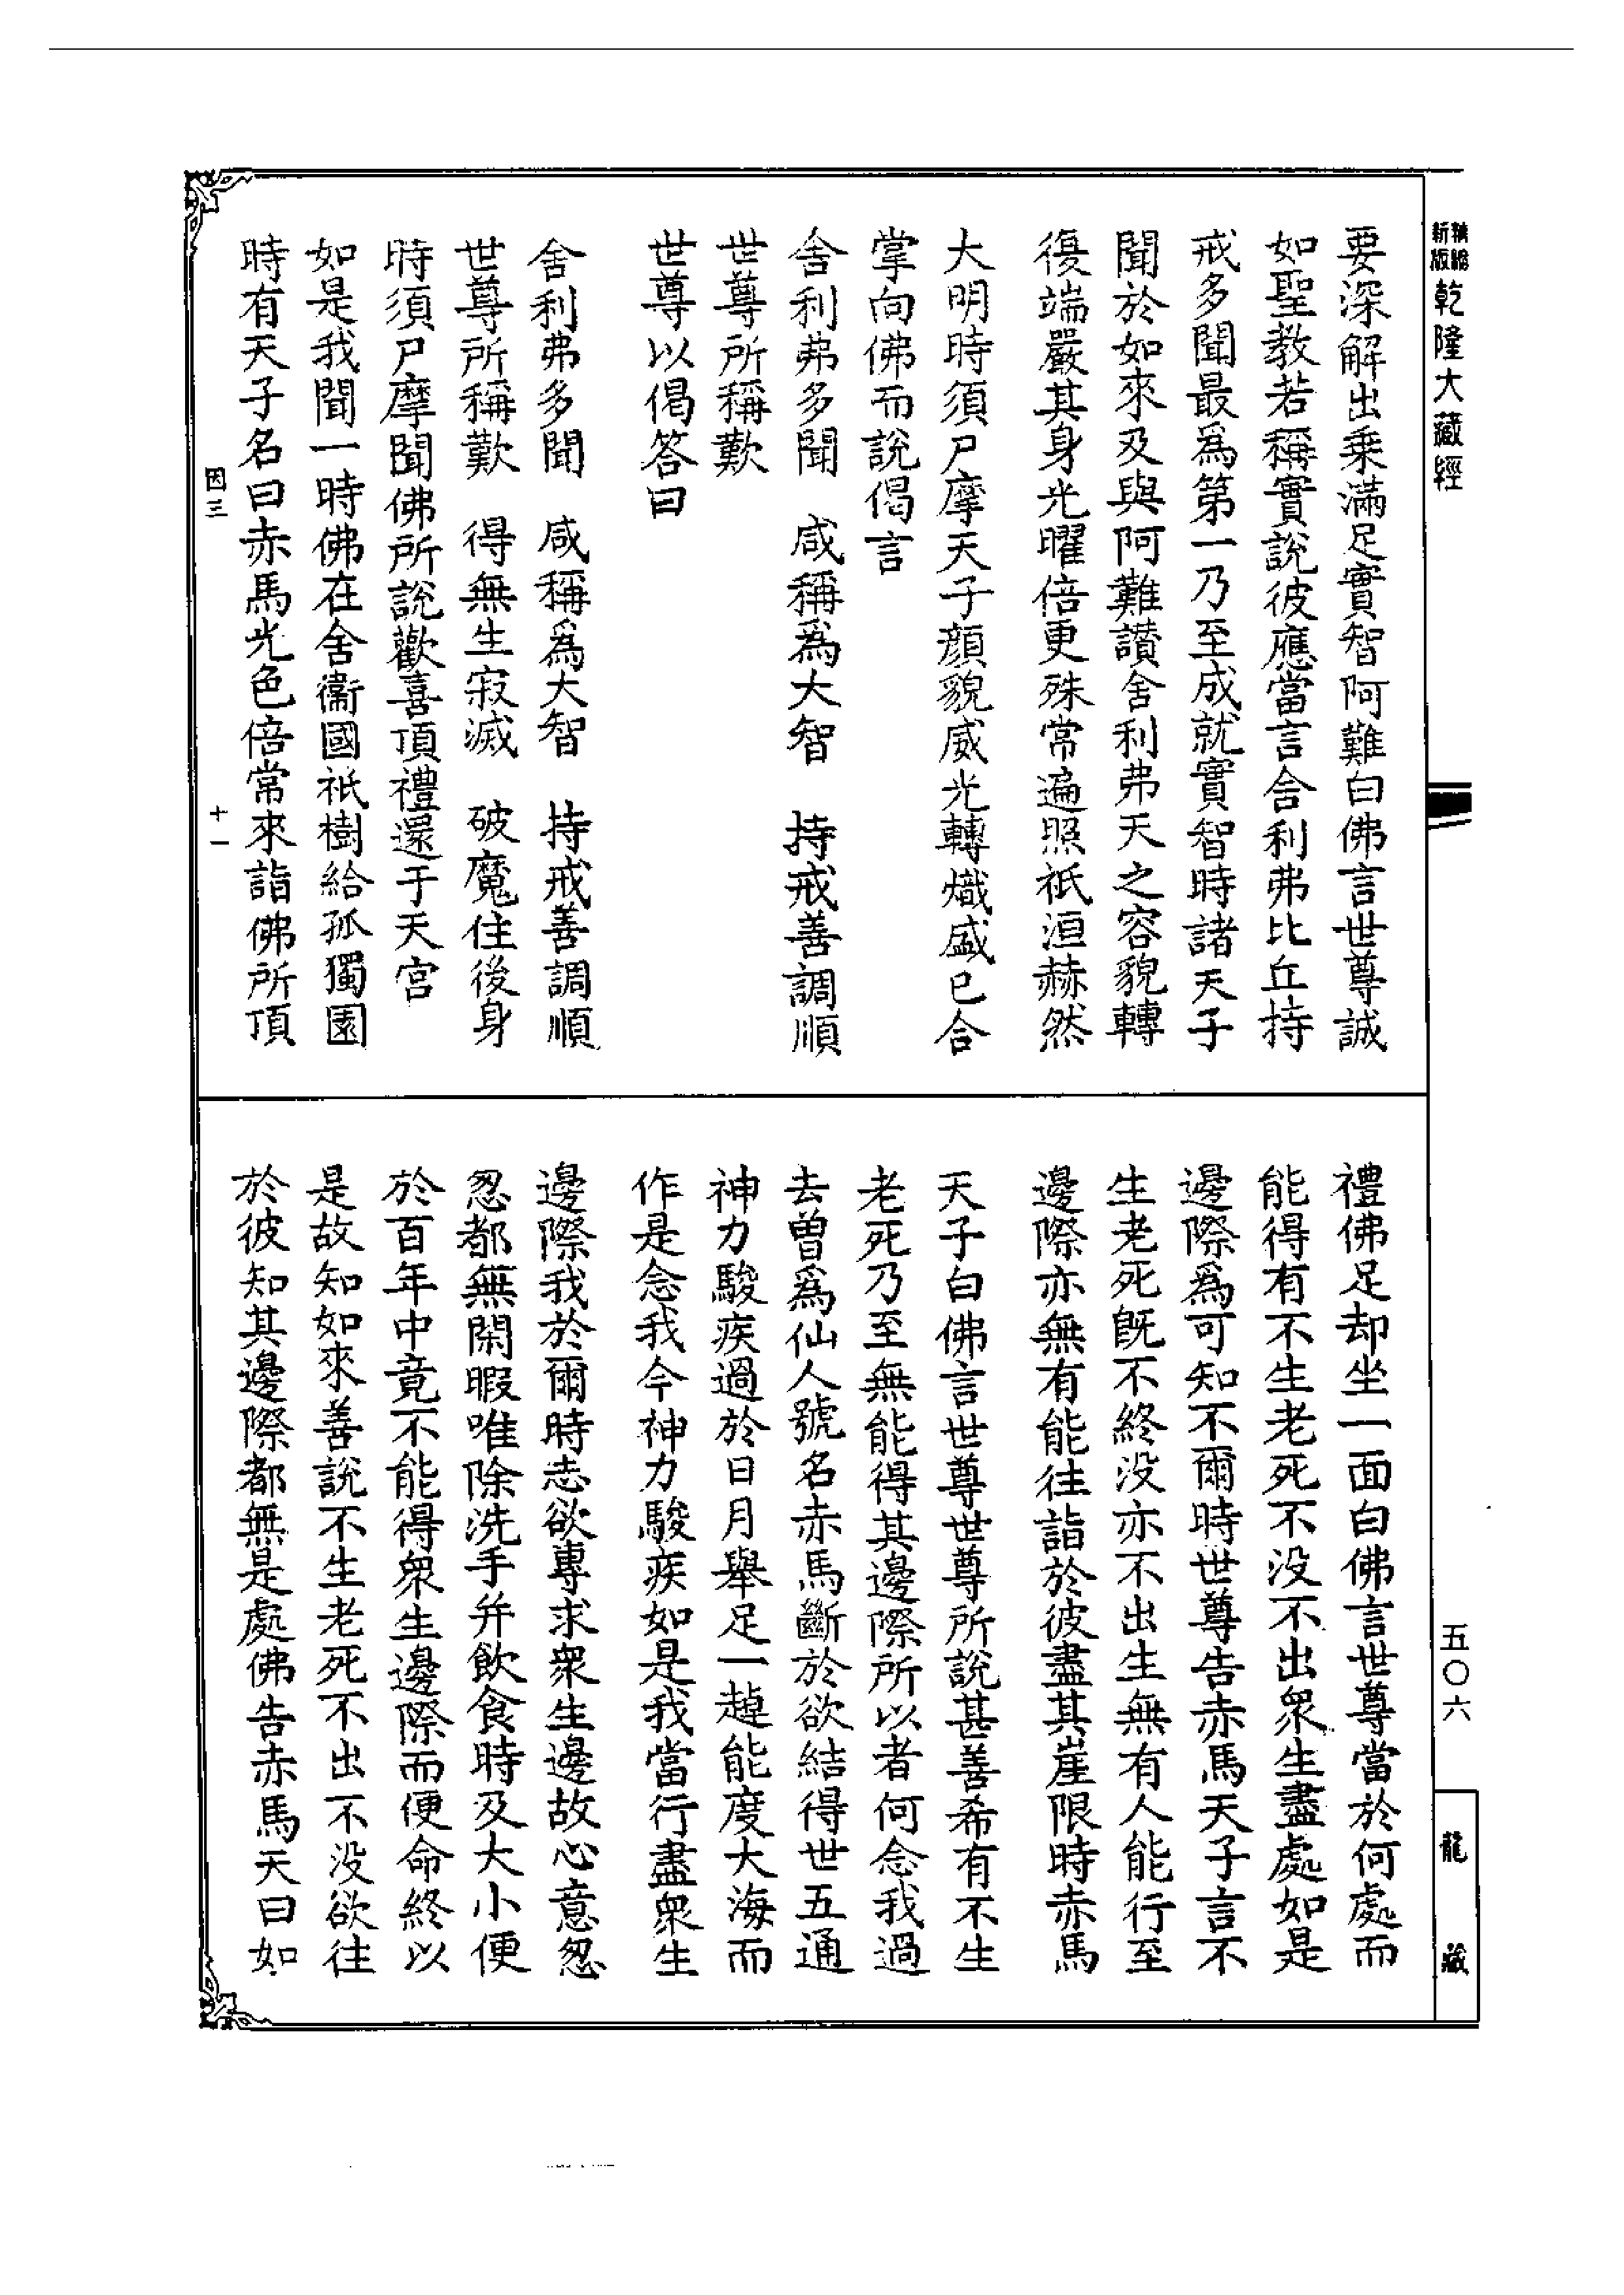 新版
乾隆大藏經
五〇六
龍藏
要深解出乗滿足實智阿難白佛言世尊誠
如聖教若稱實說彼應當言合利弗比丘持
戒多聞最爲第一乃至成就實智時諸天子
聞於如來及與阿難讚舍利弗天之容貌轉
復端嚴其身光曜倍更殊常遍照祇洹赫然
大明時須尸摩天子顏貌威光轉熾盛已合
掌向佛而說偈言
舍利弗多聞　咸稱爲大智　持戒善調順
世尊所稱歎
世尊以偈答曰
舍利弗多聞　咸稱爲大智　持戒善調順
世尊所稱歎　得無生寂滅　破魔住後身
時須尸摩聞佛所說歡喜頂禮還于天宮
如是我聞一時佛在舍衞國祇樹給孤獨園
時有天子名曰赤馬光色倍常來詣佛所頂
因三　十一
禮佛足却坐一面白佛言世尊當於何處而
能得有不生老死不没不出衆生盡處如是
邊際爲可知不爾時世尊告赤馬天子言不
生老死旣不終没亦不出生無有人能行至
邊際亦無有能往詣於彼盡其崖限時赤馬
天子白佛言世尊世尊所說甚善希有不生
老死乃至無能得其邊際所以者何念我過
去曽爲仙人號名赤馬斷於欲結得世五通
神力駿疾過於日月舉足一趠能度大海而
作是念我今神力駿疾如是我當行盡衆生
邊際我於爾時志欲專求衆生邊故心意怱
怱都無閑暇唯除洗手并飲食時及大小便
於百年中竟不能得衆生邊際而便命終以
是故知如來善說不生老死不出不没欲往
於彼知其邊際都無是處佛告赤馬天曰如